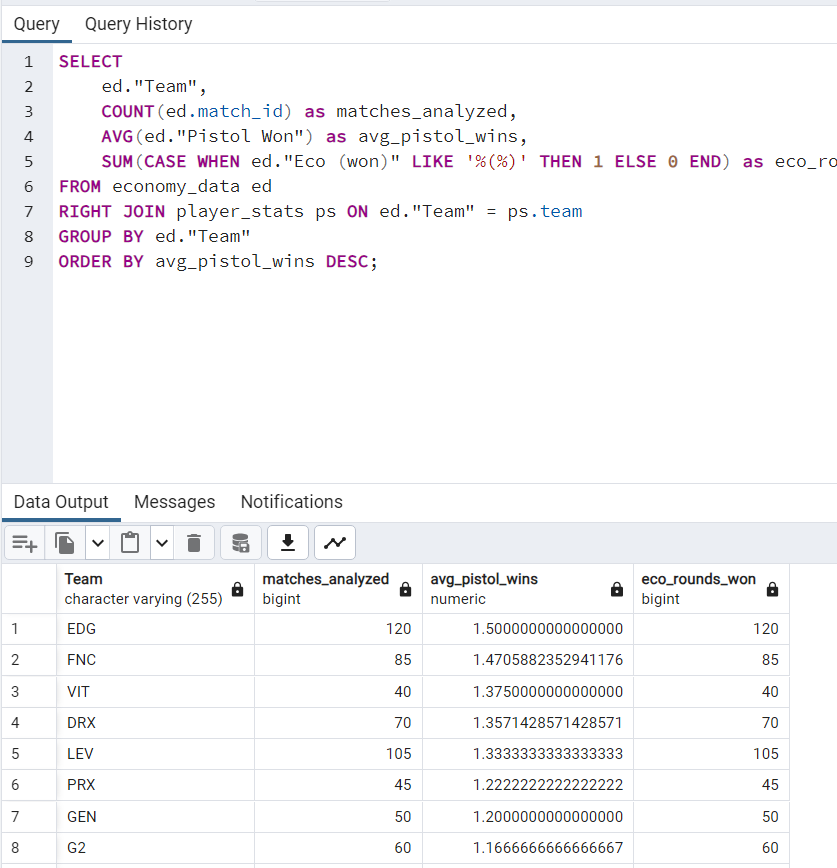 Query Query History
1 SELECT
2 ed."Team",
3 COUNT(ed.match_id) as matches_analyzed,
4 AVG(ed."Pistol Won") as avg_pistol_wins,
5 SUM(CASE WHEN ed."Eco (won)" LIKE '%(%)' THEN 1 ELSE 0 END) as eco_ro
6 FROM economy_data ed
7 RIGHT JOIN player_stats ps ON ed."Team" = ps.team
8 GROUP BY ed."Team"
9 ORDER BY avg_pistol_wins DESC;
Data Output Messages Notifications
Team matches_analyzed avg_pistol_wins eco_rounds_won
character varying (255) bigint numeric bigint
1 EDG 120 1.5000000000000000 120
2 FNC 85 1.4705882352941176 85
3 VIT 40 1.3750000000000000 40
4 DRX 70 1.3571428571428571 70
5 LEV 105 1.3333333333333333 105
6 PRX 45 1.2222222222222222 45
7 GEN 50 1.2000000000000000 50
8 G2 60 1.1666666666666667 60